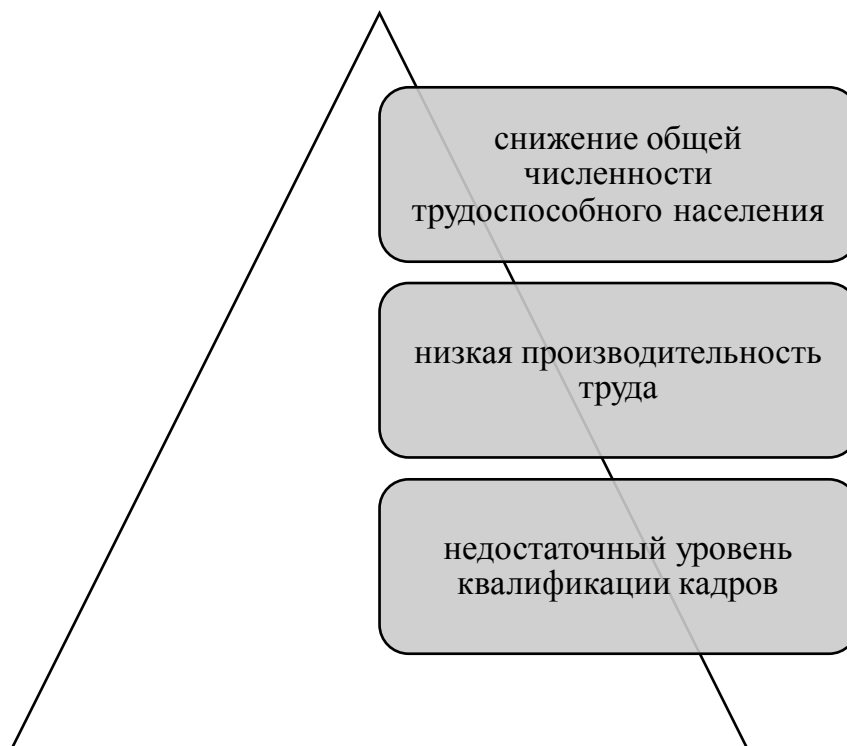 снижение общей
численности
трудоспособного населения
низкая производительность
труда
недостаточный уровень
квалификации кадров